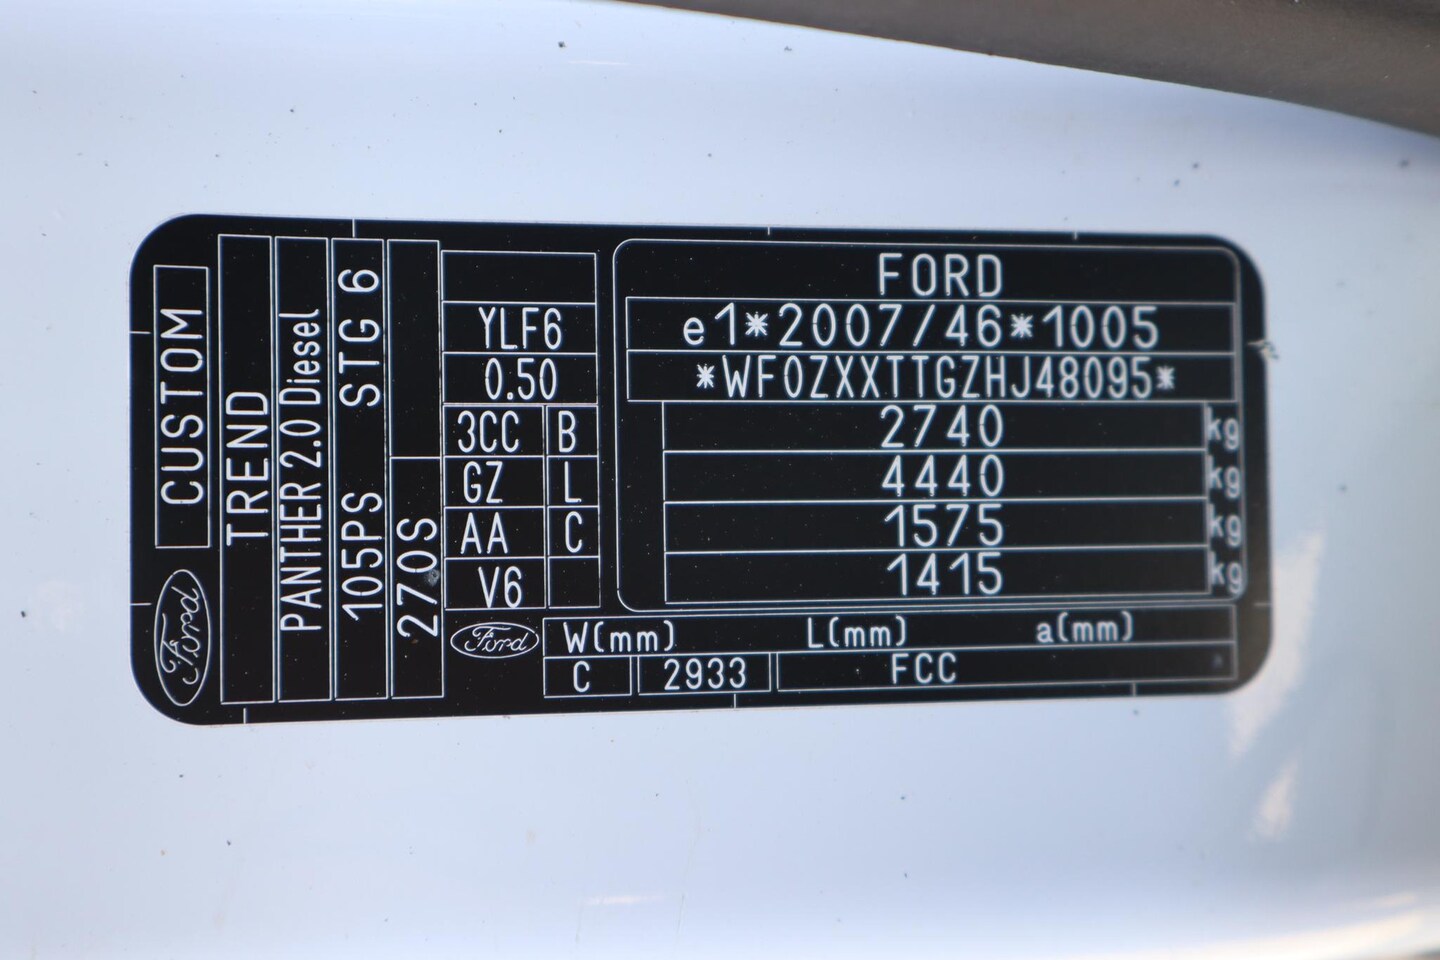 CUSTOM
Ford
TREND
PANTHER 2.0 Diesel
105PS STG 6
270S
YLF6
0.50
3CC B
GZ L
AA C
V6
Ford
FORD
e1*2007/46*1005
*WF0ZXXTTGZHJ48095*
2740 kg
4440 kg
1575 kg
1415 kg
W(mm) L(mm) a(mm)
C 2933 FCC